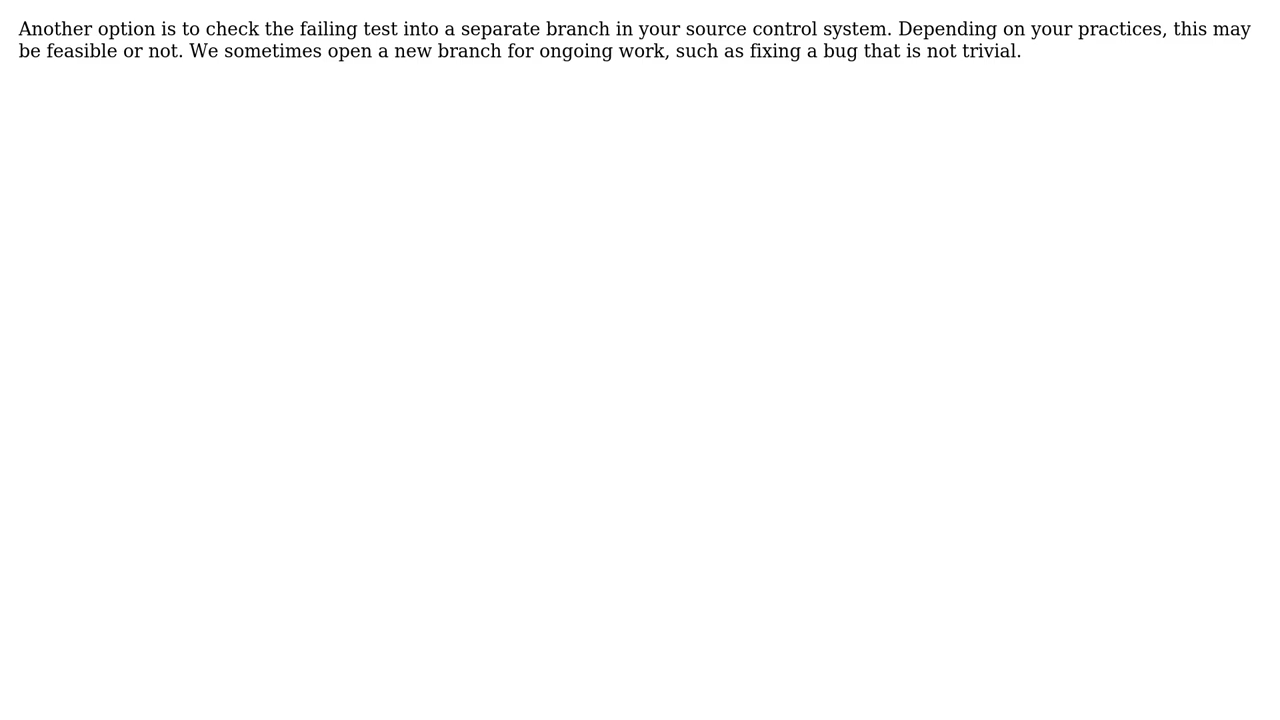 Another option is to check the failing test into a separate branch in your source control system. Depending on your practices, this may
be feasible or not. We sometimes open a new branch for ongoing work, such as fixing a bug that is not trivial.